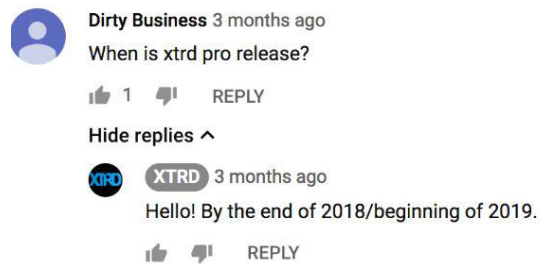 Dirty Business 3 months ago
When is xtrd pro release?
1 REPLY
Hide replies
XTRD XTRD 3 months ago
Hello! By the end of 2018/beginning of 2019.
REPLY